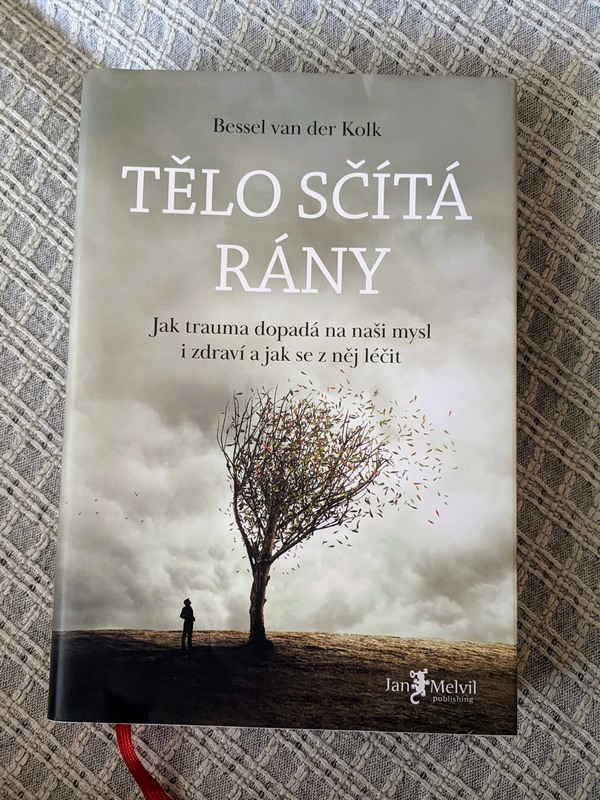 Bessel van der Kolk
TĚLO SČÍTÁ
RÁNY
Jak trauma dopadá na naši mysl
i zdraví a jak se z něj léčit
Jan Melvil
publishing